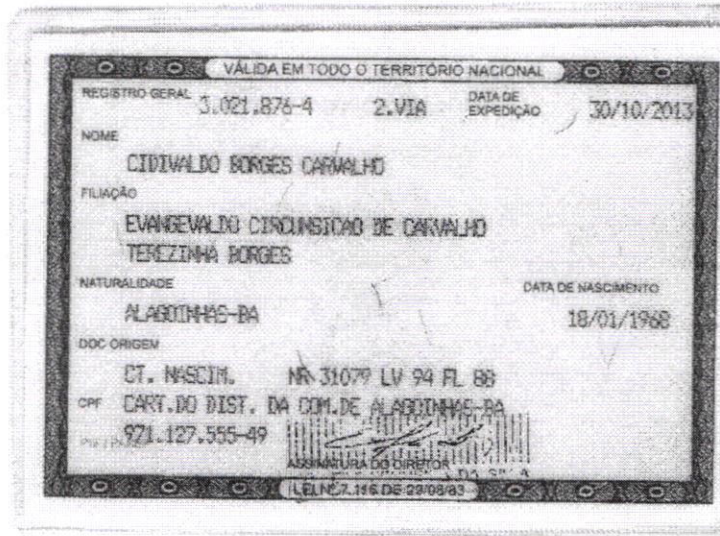 VÁLIDA EM TODO O TERRITÓRIO NACIONAL
REGISTRO GERAL 3.021.876-4 2.VIA DATA DE EXPEDIÇÃO 30/10/2013
NOME
CIDIVALDO BORGES CARVALHO
FILIAÇÃO
EVANGEVALDO CIRCUNSICAO DE CARVALHO
TEREZINHA BORGES
NATURALIDADE DATA DE NASCIMENTO
ALAGOINHAS-BA 18/01/1968
DOC ORIGEM
CT. NASCIM. NR 31079 LV 94 FL 88
CPF CART.DO DIST. DA COM.DE ALAGOINHAS-BA
971.127.555-49
ASSINATURA DO DIRETOR
LEI Nº 7.116 DE 29/08/83